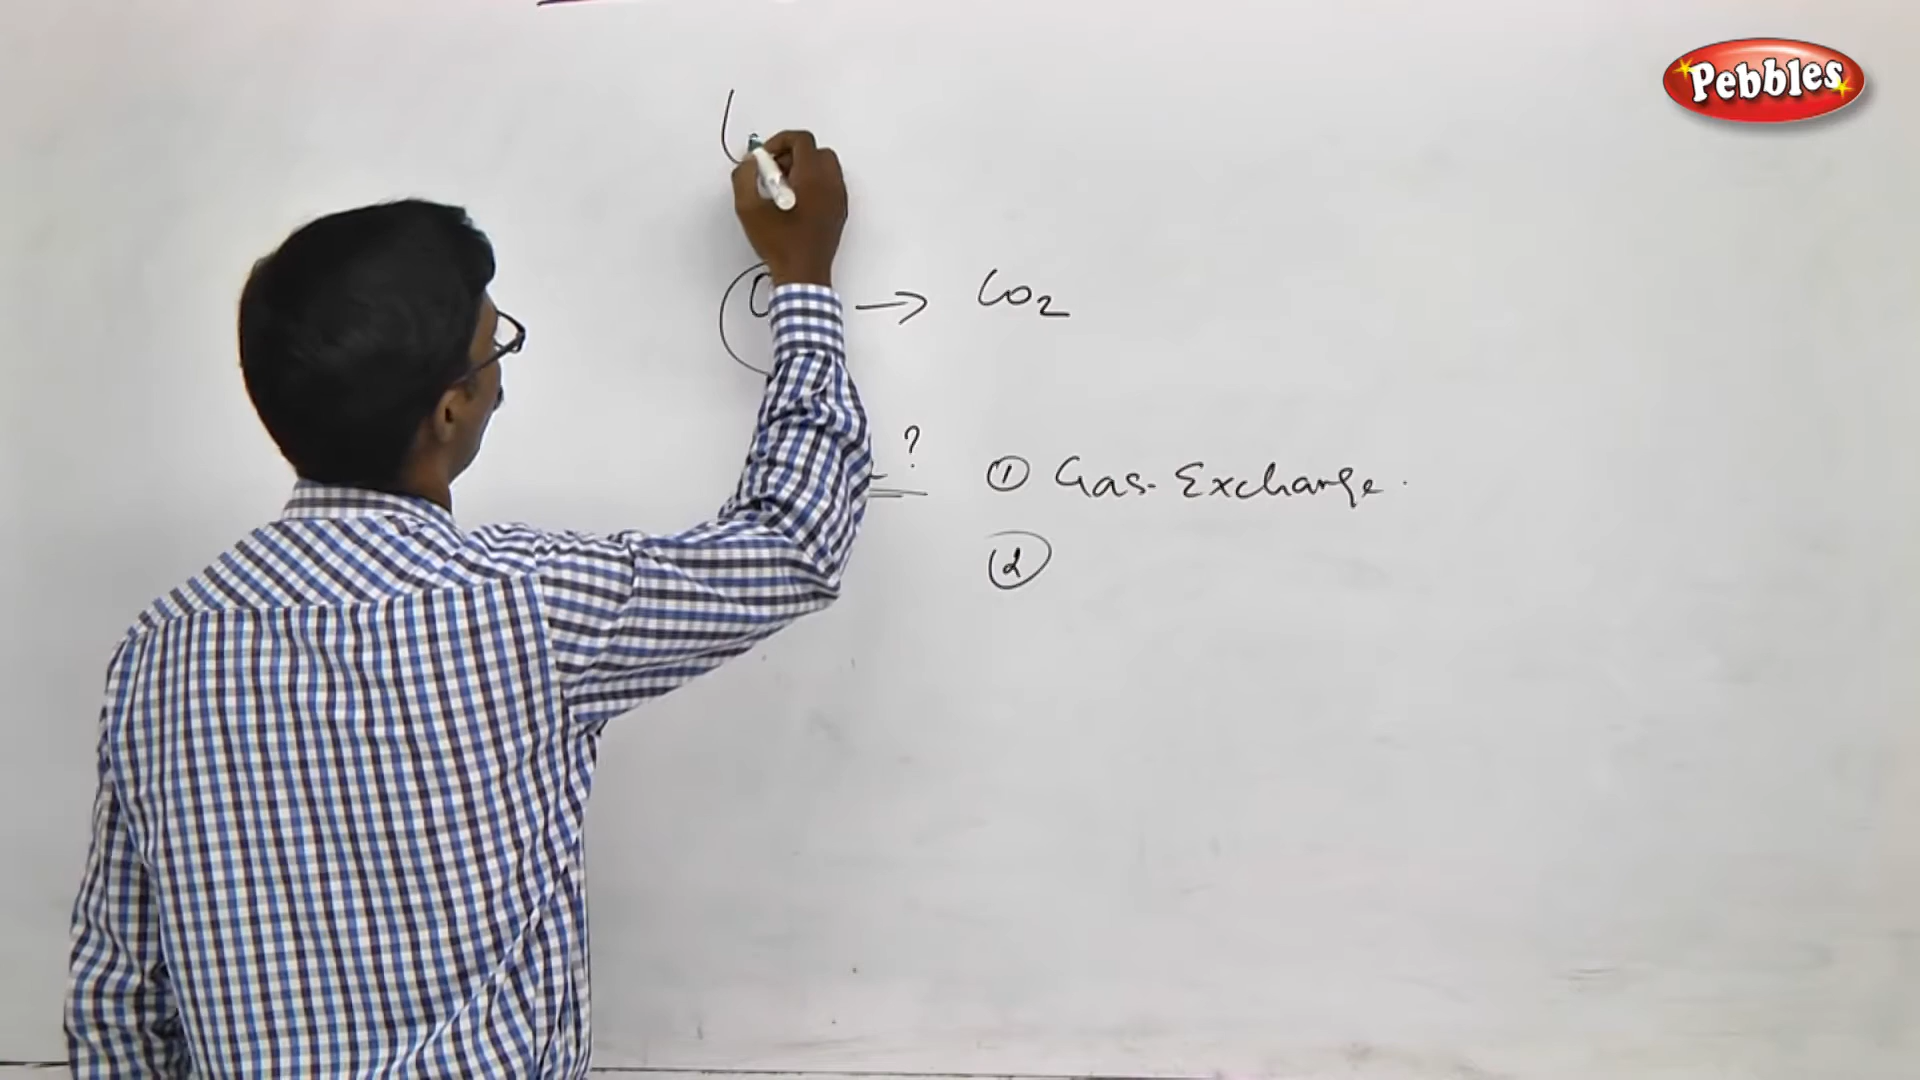 Pebbles
→ CO2
? ① Gas-Exchange.
②